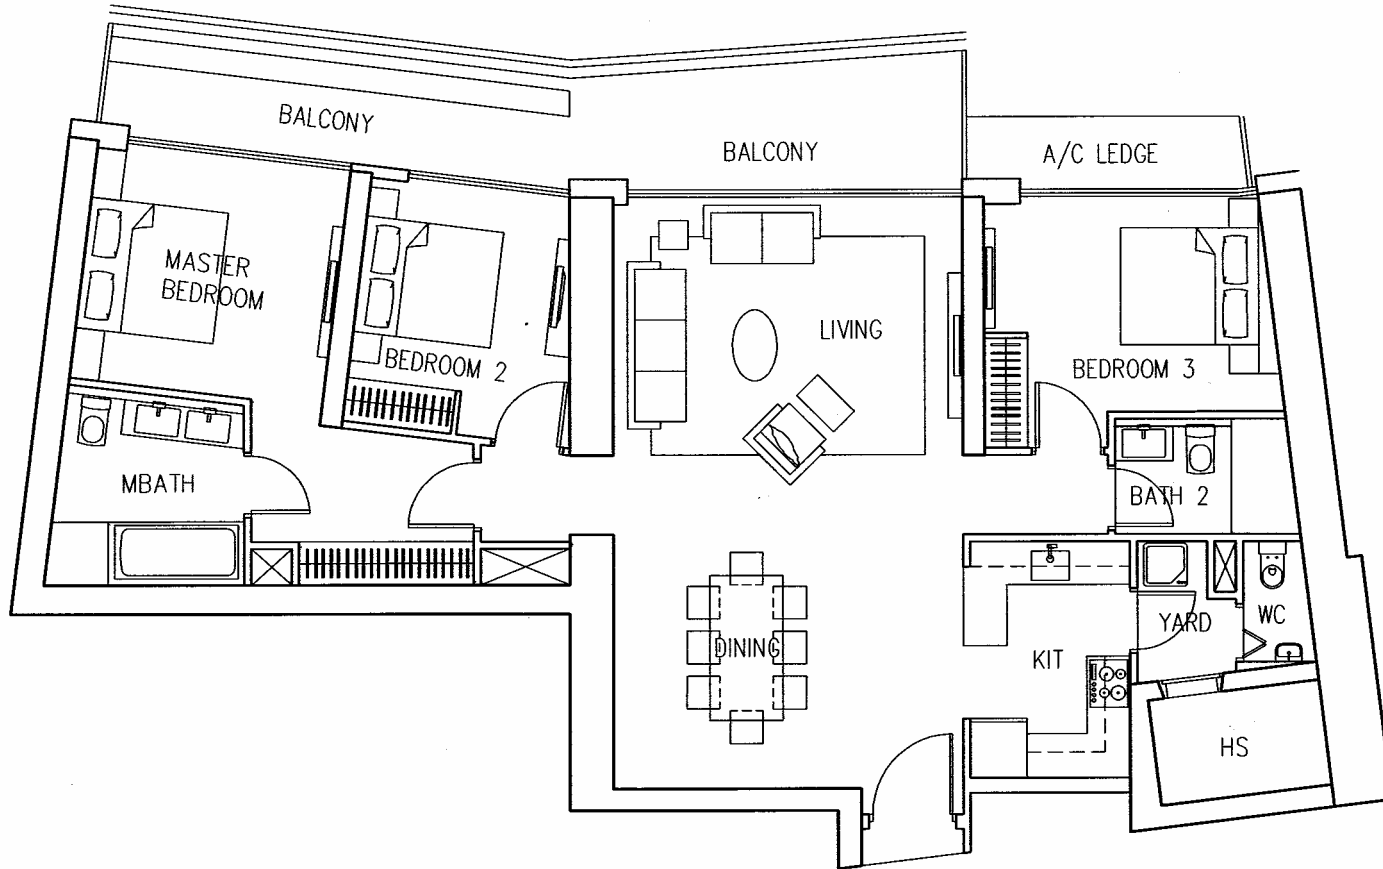 BALCONY
BALCONY
A/C LEDGE
MASTER
BEDROOM
BEDROOM 2
LIVING
BEDROOM 3
MBATH
BATH 2
DINING
KIT
YARD
WC
HS